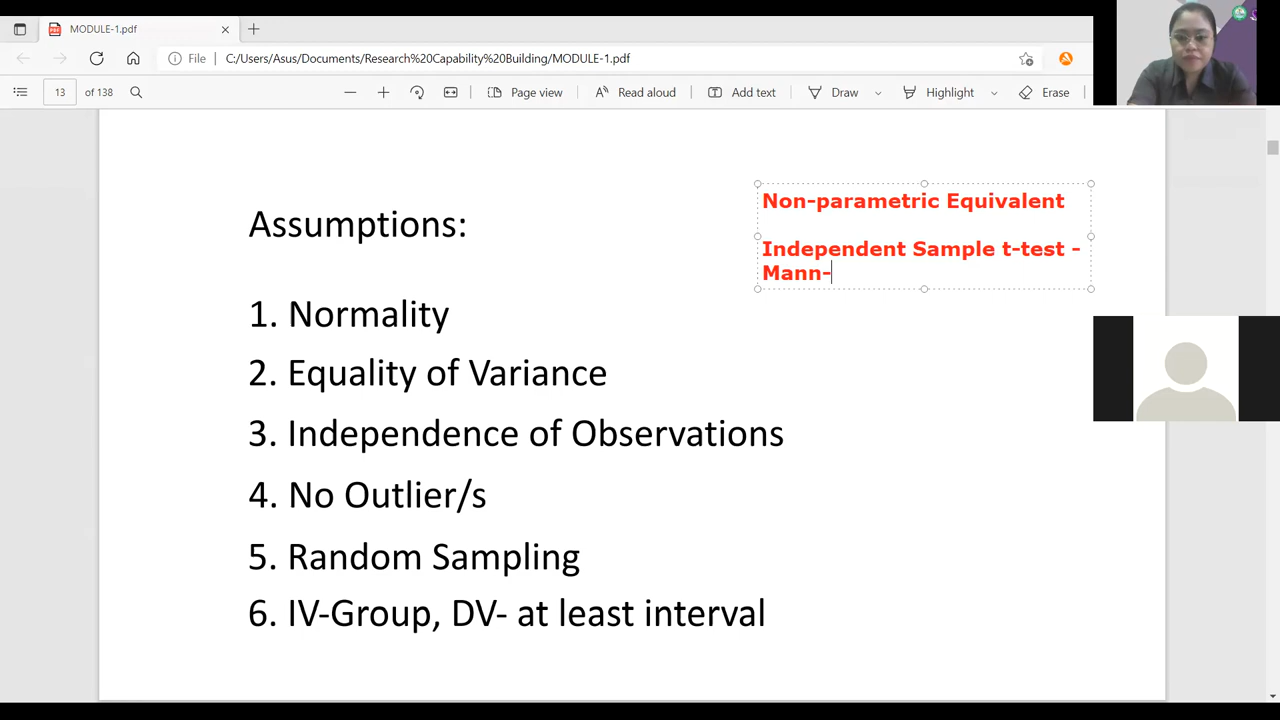 MODULE-1.pdf
File
C:/Users/Asus/Documents/Research%20Capability%20Building/MODULE-1.pdf
13 of 138
Page view
Read aloud
Add text
Draw
Highlight
Erase
Non-parametric Equivalent
Independent Sample t-test -
Mann-
Assumptions:
1. Normality
2. Equality of Variance
3. Independence of Observations
4. No Outlier/s
5. Random Sampling
6. IV-Group, DV- at least interval